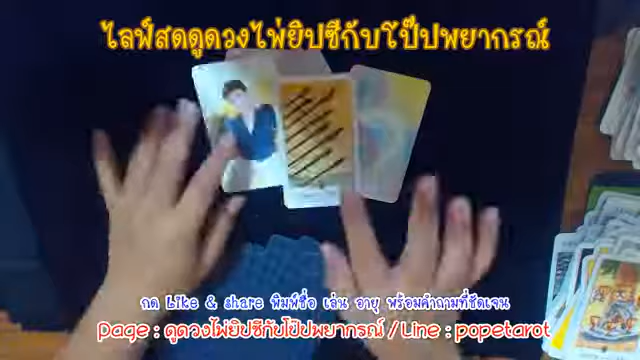 ไลฟ์สดดูดวงไพ่ยิปซีกับโป๊ปพยากรณ์
กด Like & share พิมพ์ชื่อ เล่น อายุ พร้อมคำถามที่ชัดเจน
Page : ดูดวงไพ่ยิปซีกับโป๊ปพยากรณ์ / Line : popetarot